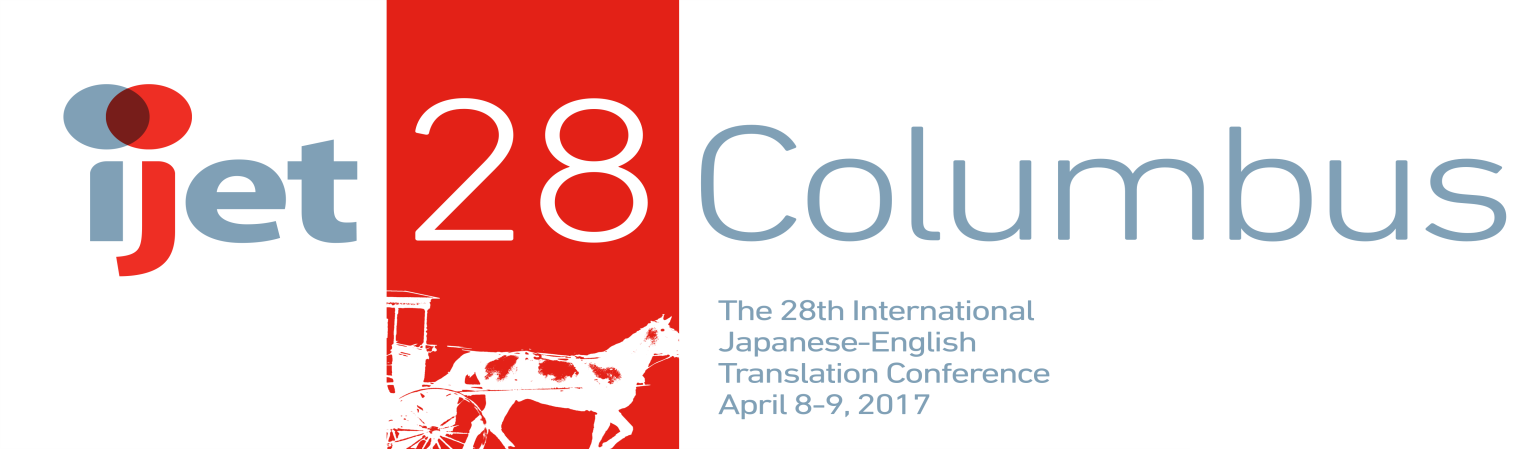 ijet 28 Columbus
The 28th International
Japanese-English
Translation Conference
April 8-9, 2017